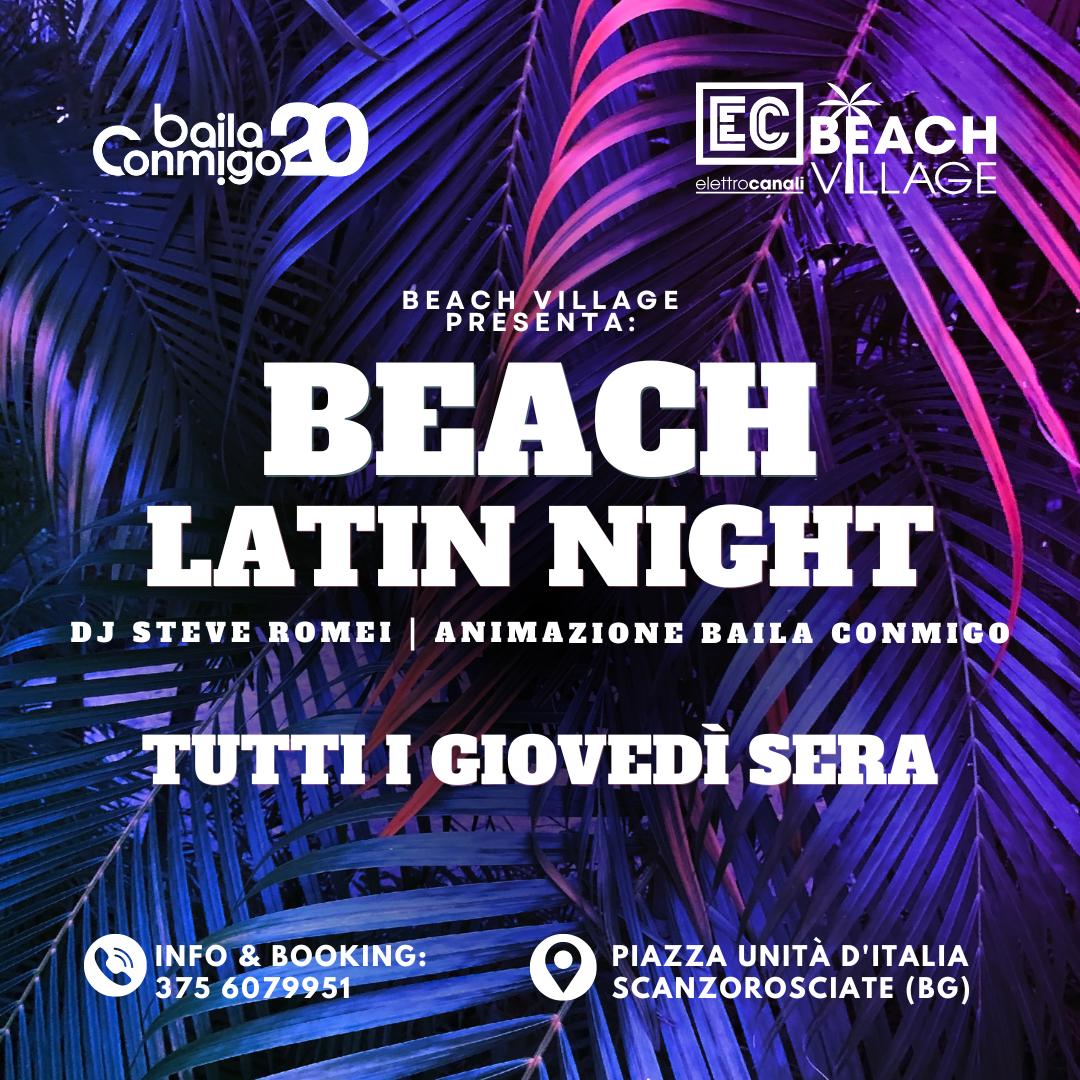 baila
Conmigo20
EC
elettrocanali
BEACH
VILLAGE
BEACH VILLAGE
PRESENTA:
BEACH
LATIN NIGHT
DJ STEVE ROMEI | ANIMAZIONE BAILA CONMIGO
TUTTI I GIOVEDÌ SERA
INFO & BOOKING:
375 6079951
PIAZZA UNITÀ D'ITALIA
SCANZOROSCIATE (BG)